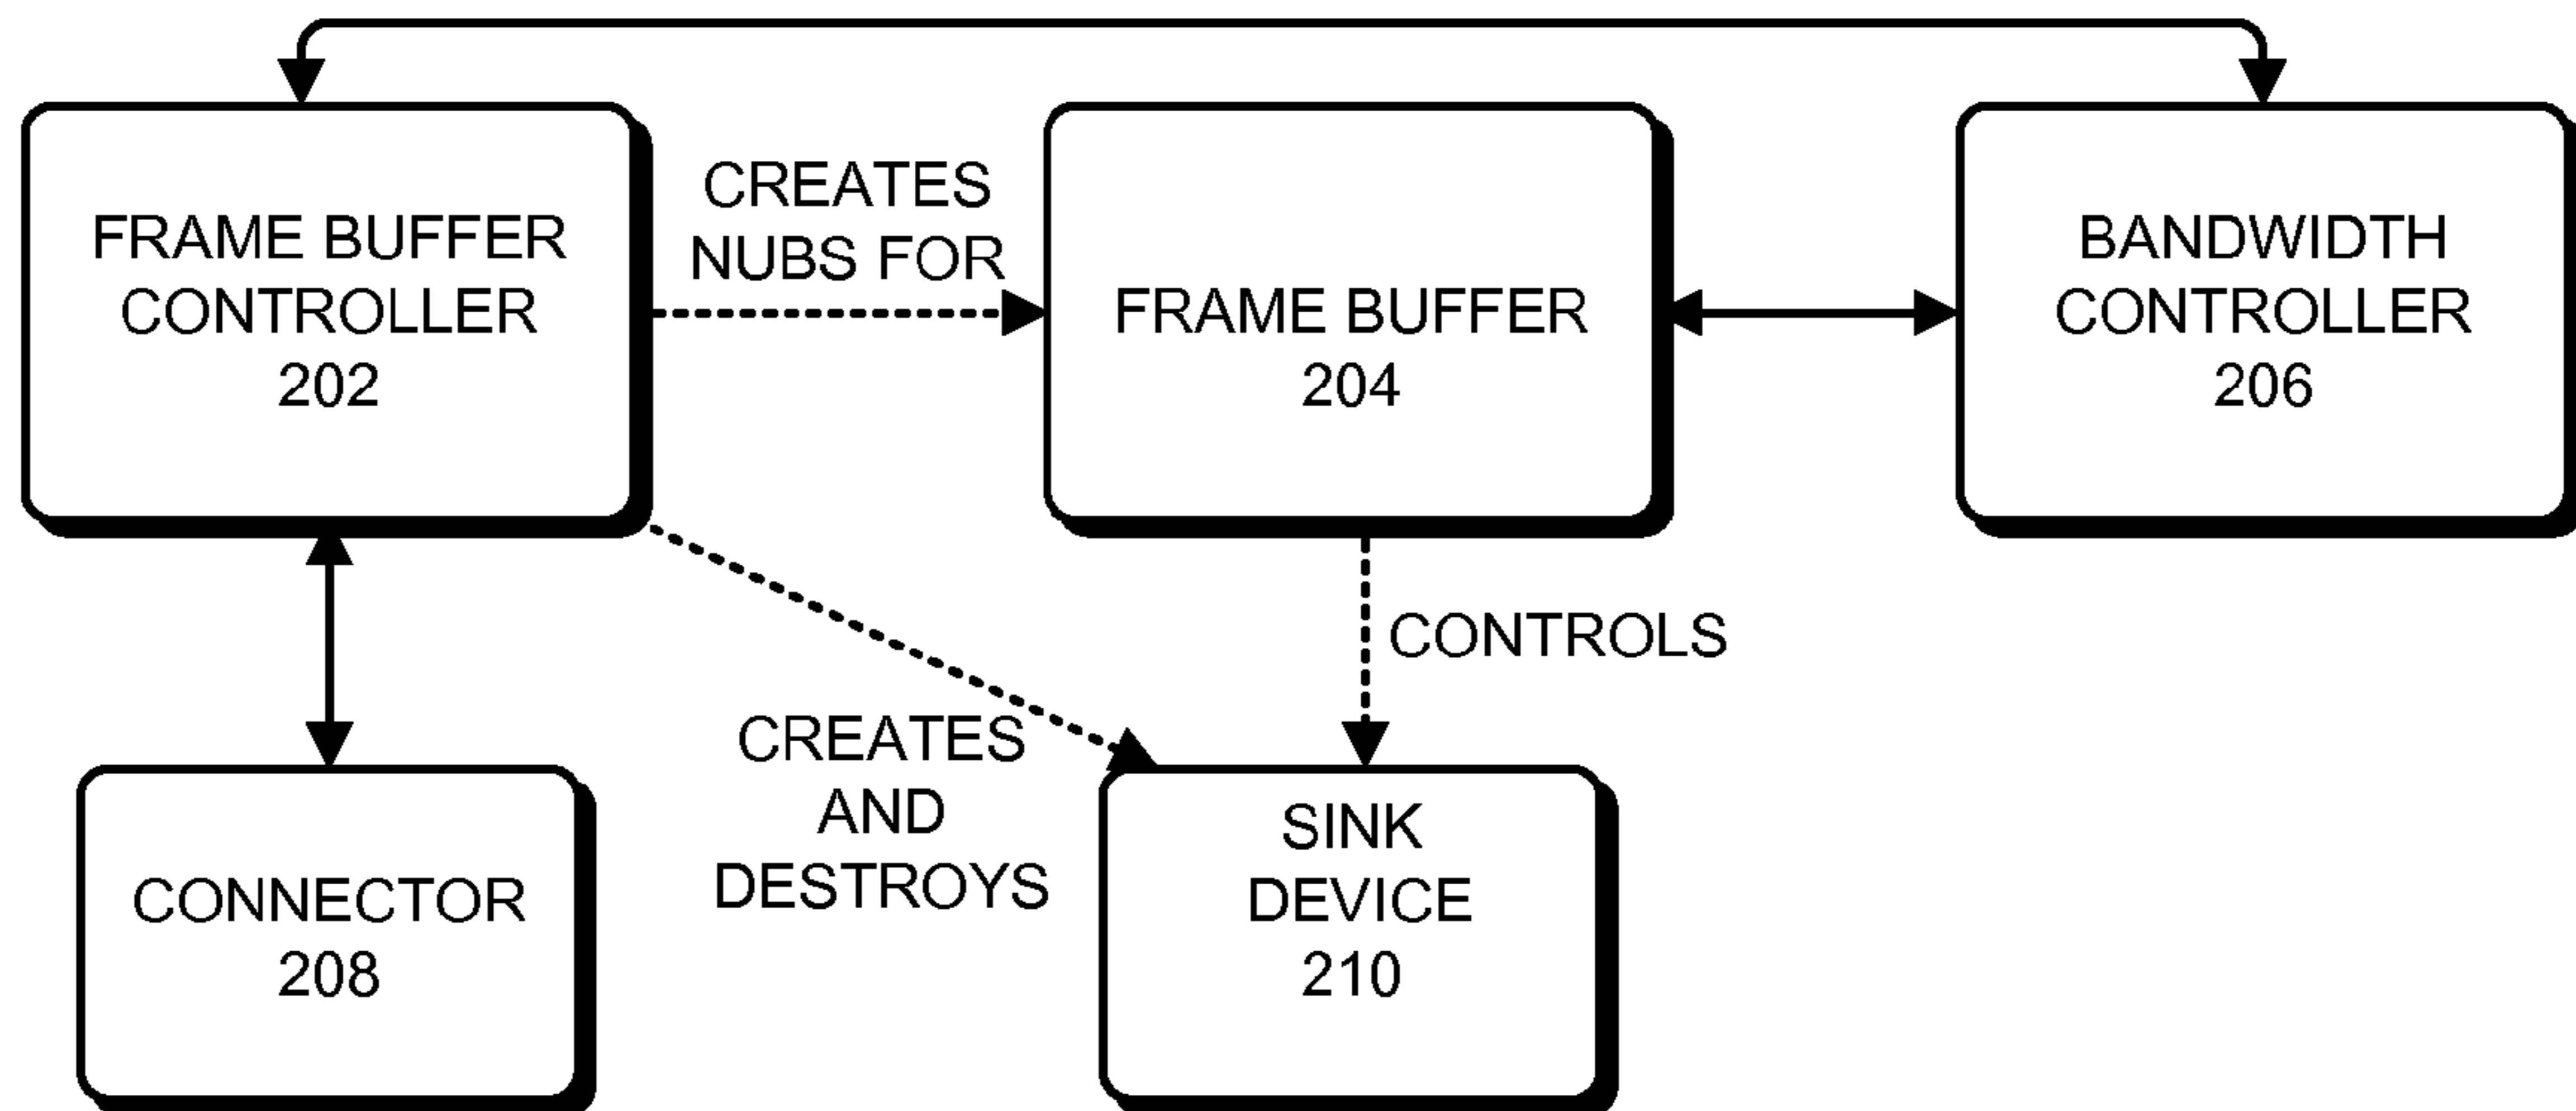 FRAME BUFFER
CONTROLLER
202
CREATES
NUBS FOR
FRAME BUFFER
204
BANDWIDTH
CONTROLLER
206
CONTROLS
CREATES
AND
DESTROYS
CONNECTOR
208
SINK
DEVICE
210